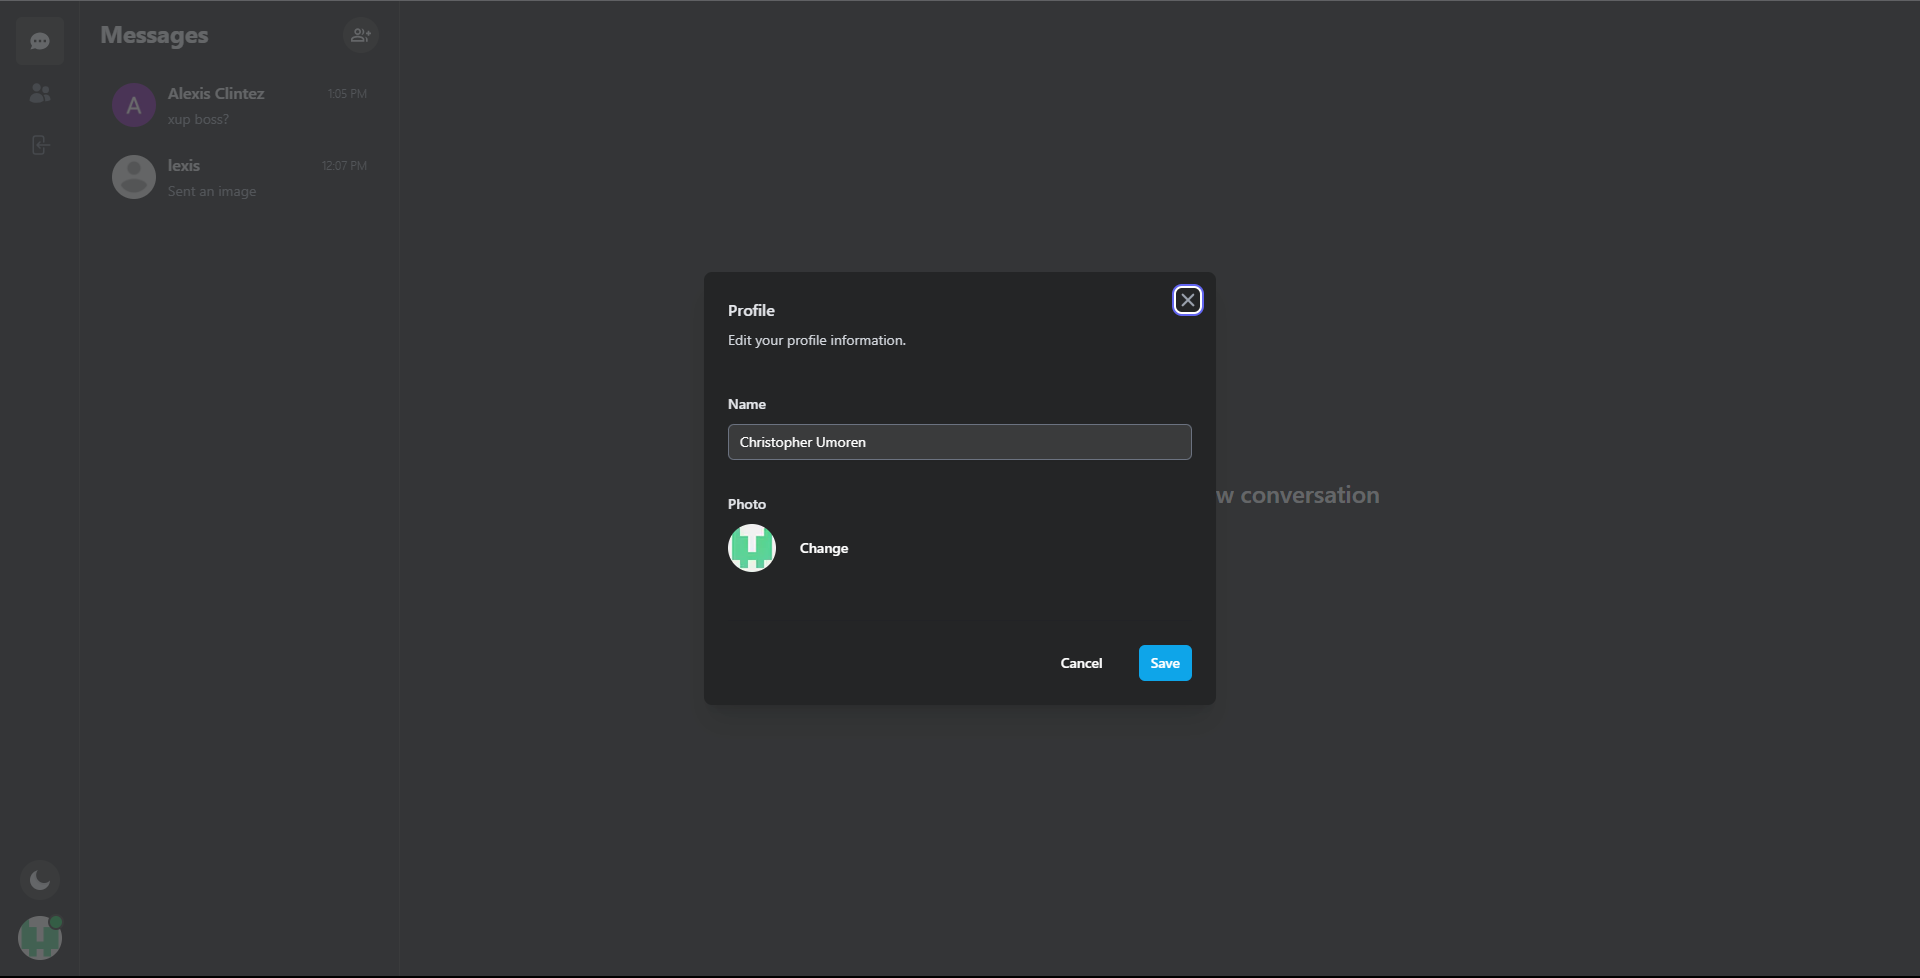 Messages
A
Alexis Clintez
1:05 PM
xup boss?
lexis
12:07 PM
Sent an image
Profile
Edit your profile information.
Name
Christopher Umoren
Photo
Change
Cancel
Save
w conversation